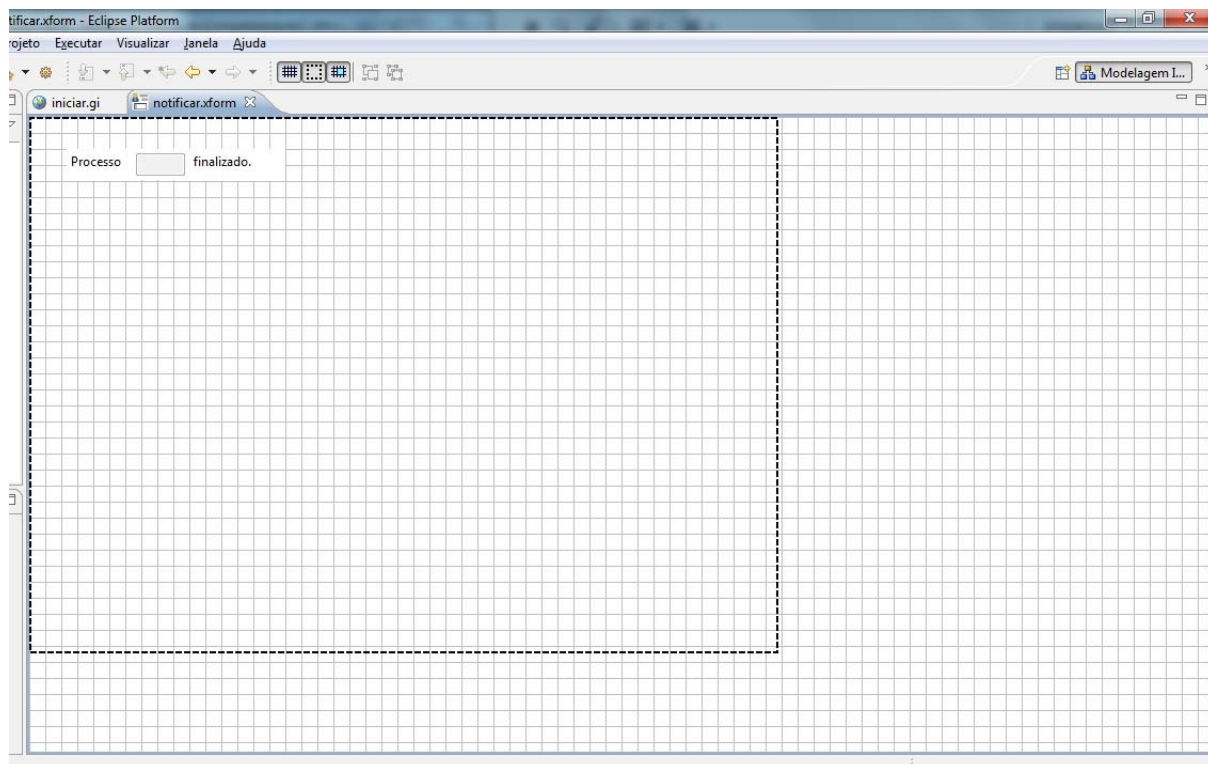 tificar.xform - Eclipse Platform
rojeto Executar Visualizar Janela Ajuda
Modelagem I...
iniciar.gi notificar.xform
Processo finalizado.